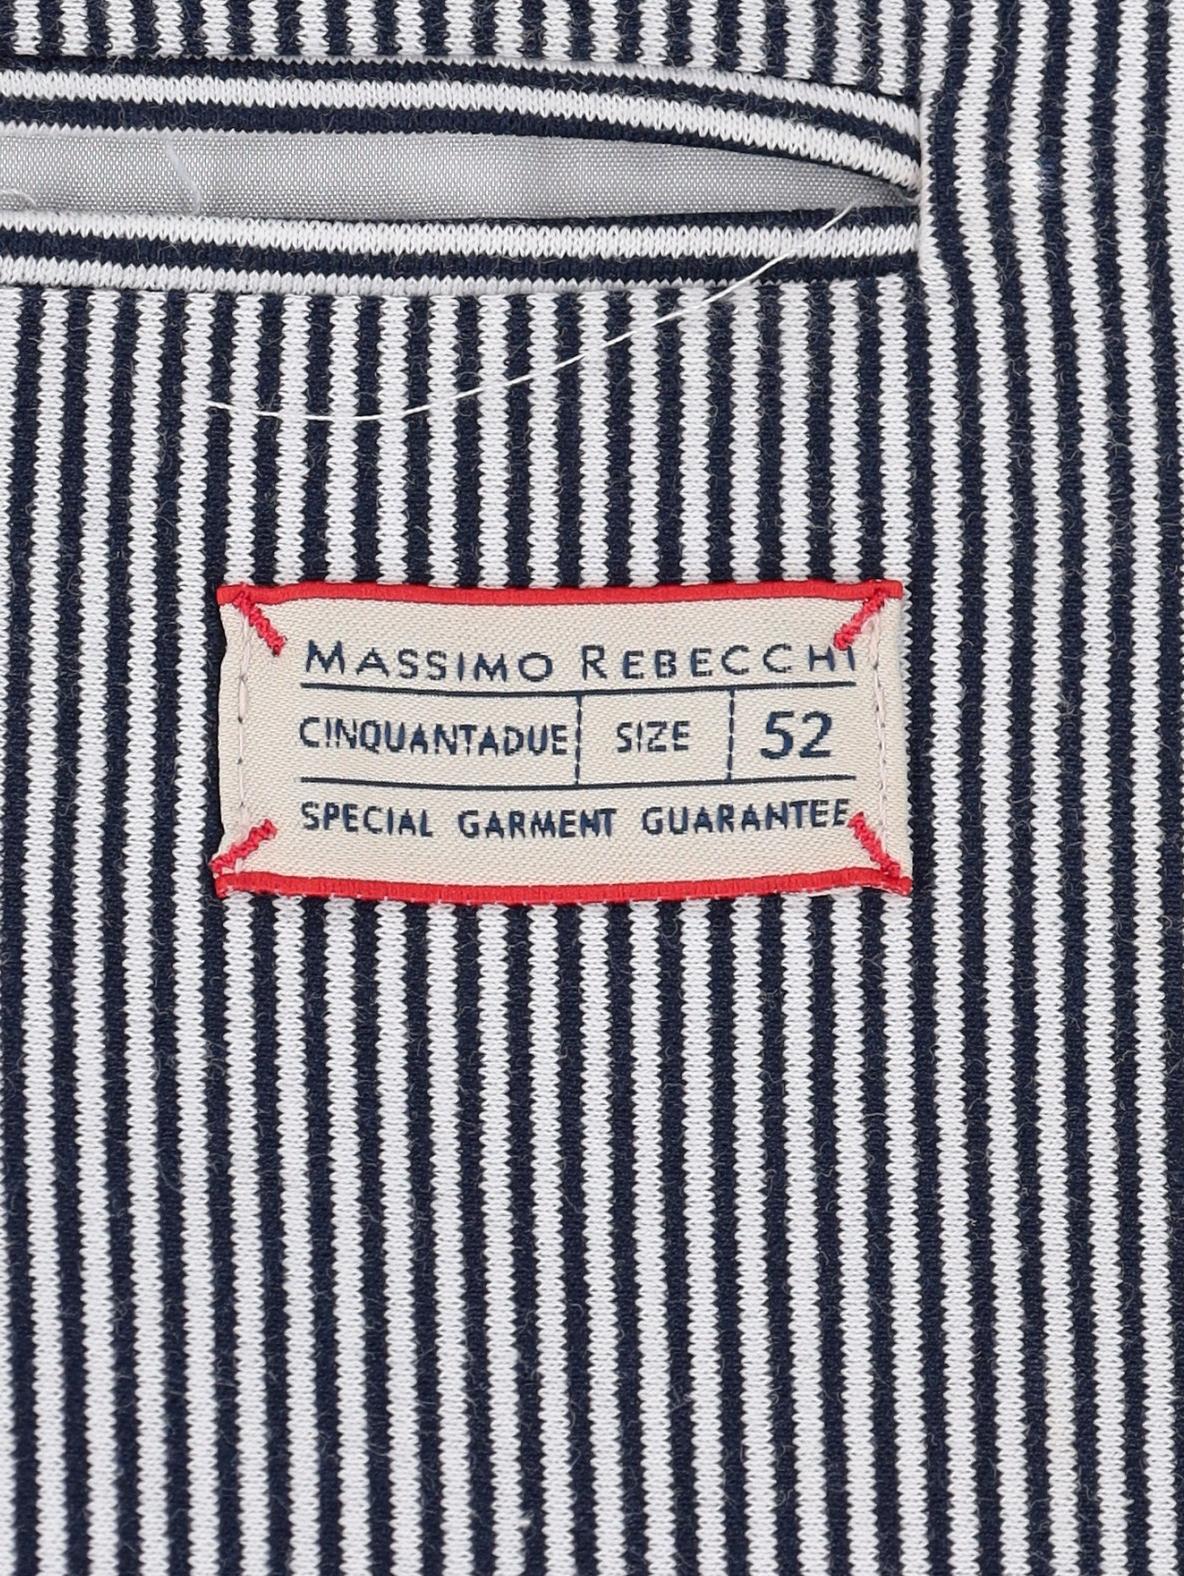 MASSIMO REBECCHI
CINQUANTADUE SIZE 52
SPECIAL GARMENT GUARANTEE